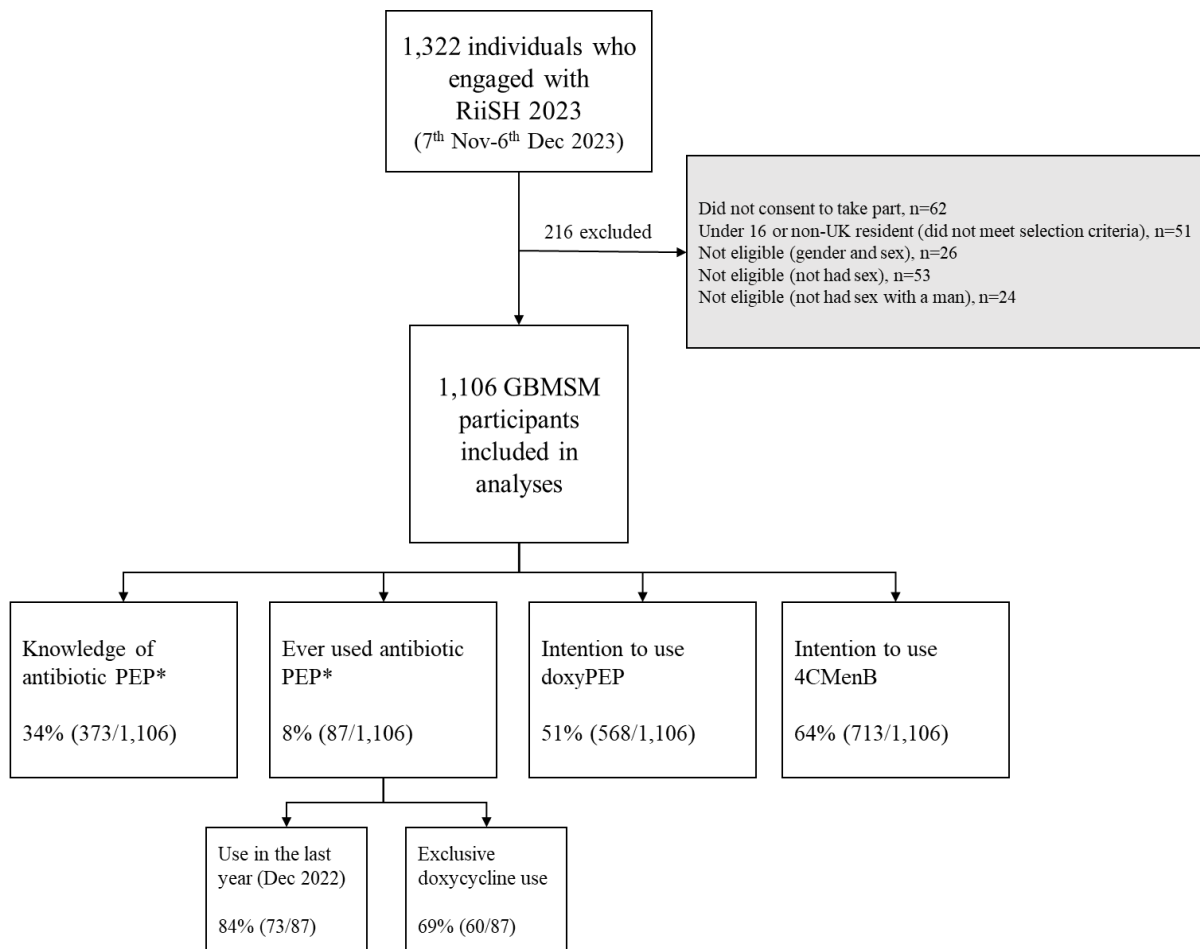 1,322 individuals who
engaged with
RiiSH 2023
(7th Nov-6th Dec 2023)
216 excluded
Did not consent to take part, n=62
Under 16 or non-UK resident (did not meet selection criteria), n=51
Not eligible (gender and sex), n=26
Not eligible (not had sex), n=53
Not eligible (not had sex with a man), n=24
1,106 GBMSM
participants
included in
analyses
Knowledge of
antibiotic PEP*
34% (373/1,106)
Ever used antibiotic
PEP*
8% (87/1,106)
Intention to use
doxyPEP
51% (568/1,106)
Intention to use
4CMenB
64% (713/1,106)
Use in the last
year (Dec 2022)
84% (73/87)
Exclusive
doxycycline use
69% (60/87)